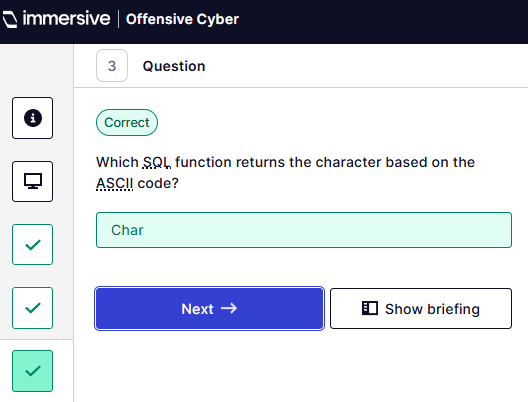 immersive | Offensive Cyber
3 Question
Correct
Which SQL function returns the character based on the
ASCII code?
Char
Next → Show briefing